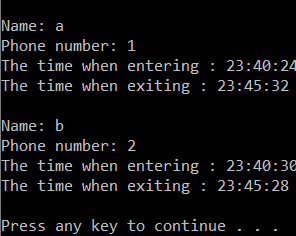 Name: a
Phone number: 1
The time when entering : 23:40:24
The time when exiting : 23:45:32
Name: b
Phone number: 2
The time when entering : 23:40:30
The time when exiting : 23:45:28
Press any key to continue . . .